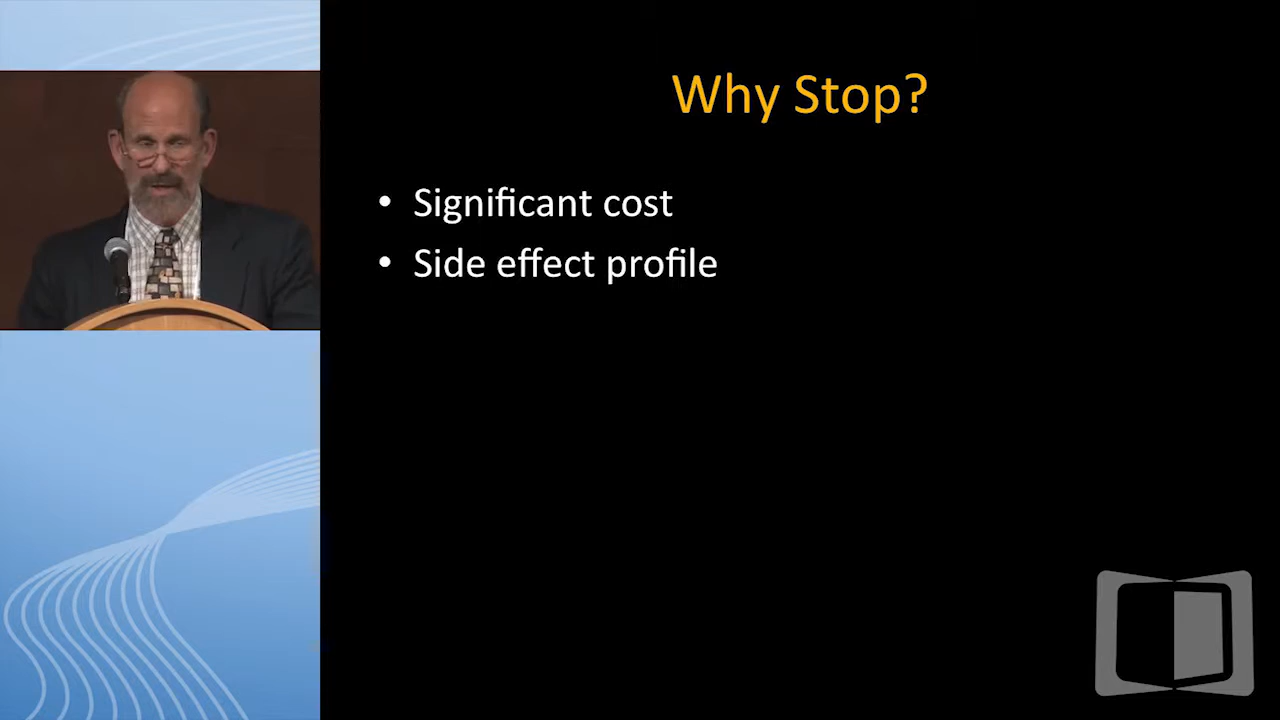 Why Stop?
• Significant cost
• Side effect profile